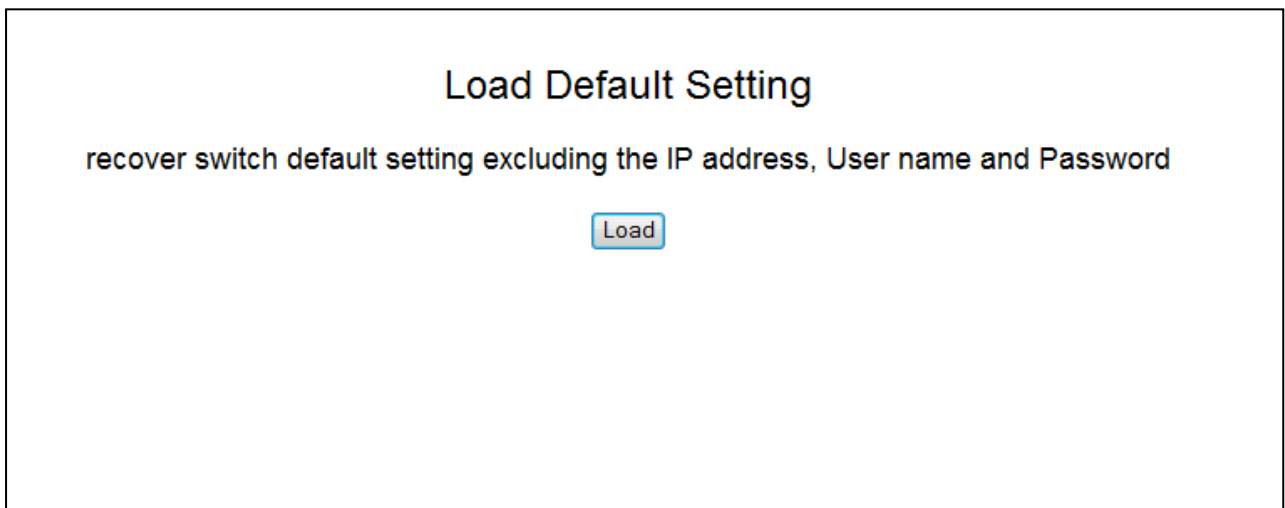 Load Default Setting
recover switch default setting excluding the IP address, User name and Password
Load